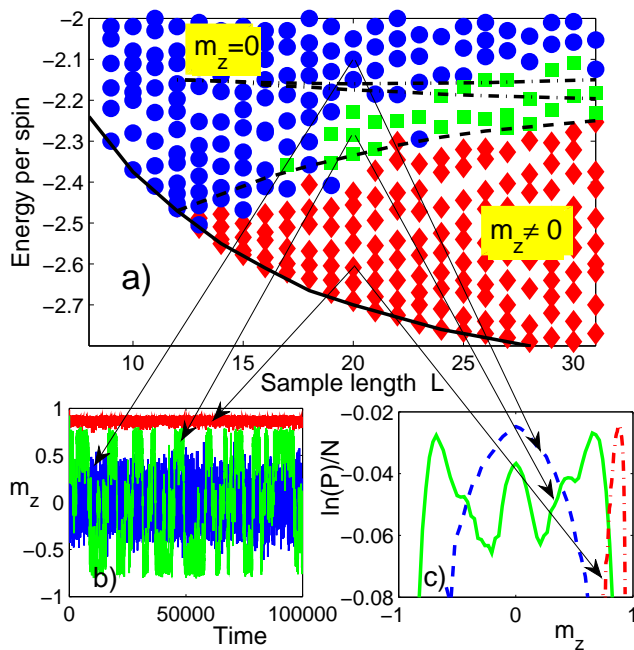 −2
−2.1
−2.2
−2.3
−2.4
−2.5
−2.6
−2.7
Energy per spin
m_z=0
m_z≠ 0
a)
10
15
20
25
30
Sample length L
1
0.5
0
−0.5
−1
m_z
b)
0
50000
100000
Time
−0.02
−0.04
−0.06
−0.08
ln(P)/N
c)
−1
0
1
m_z